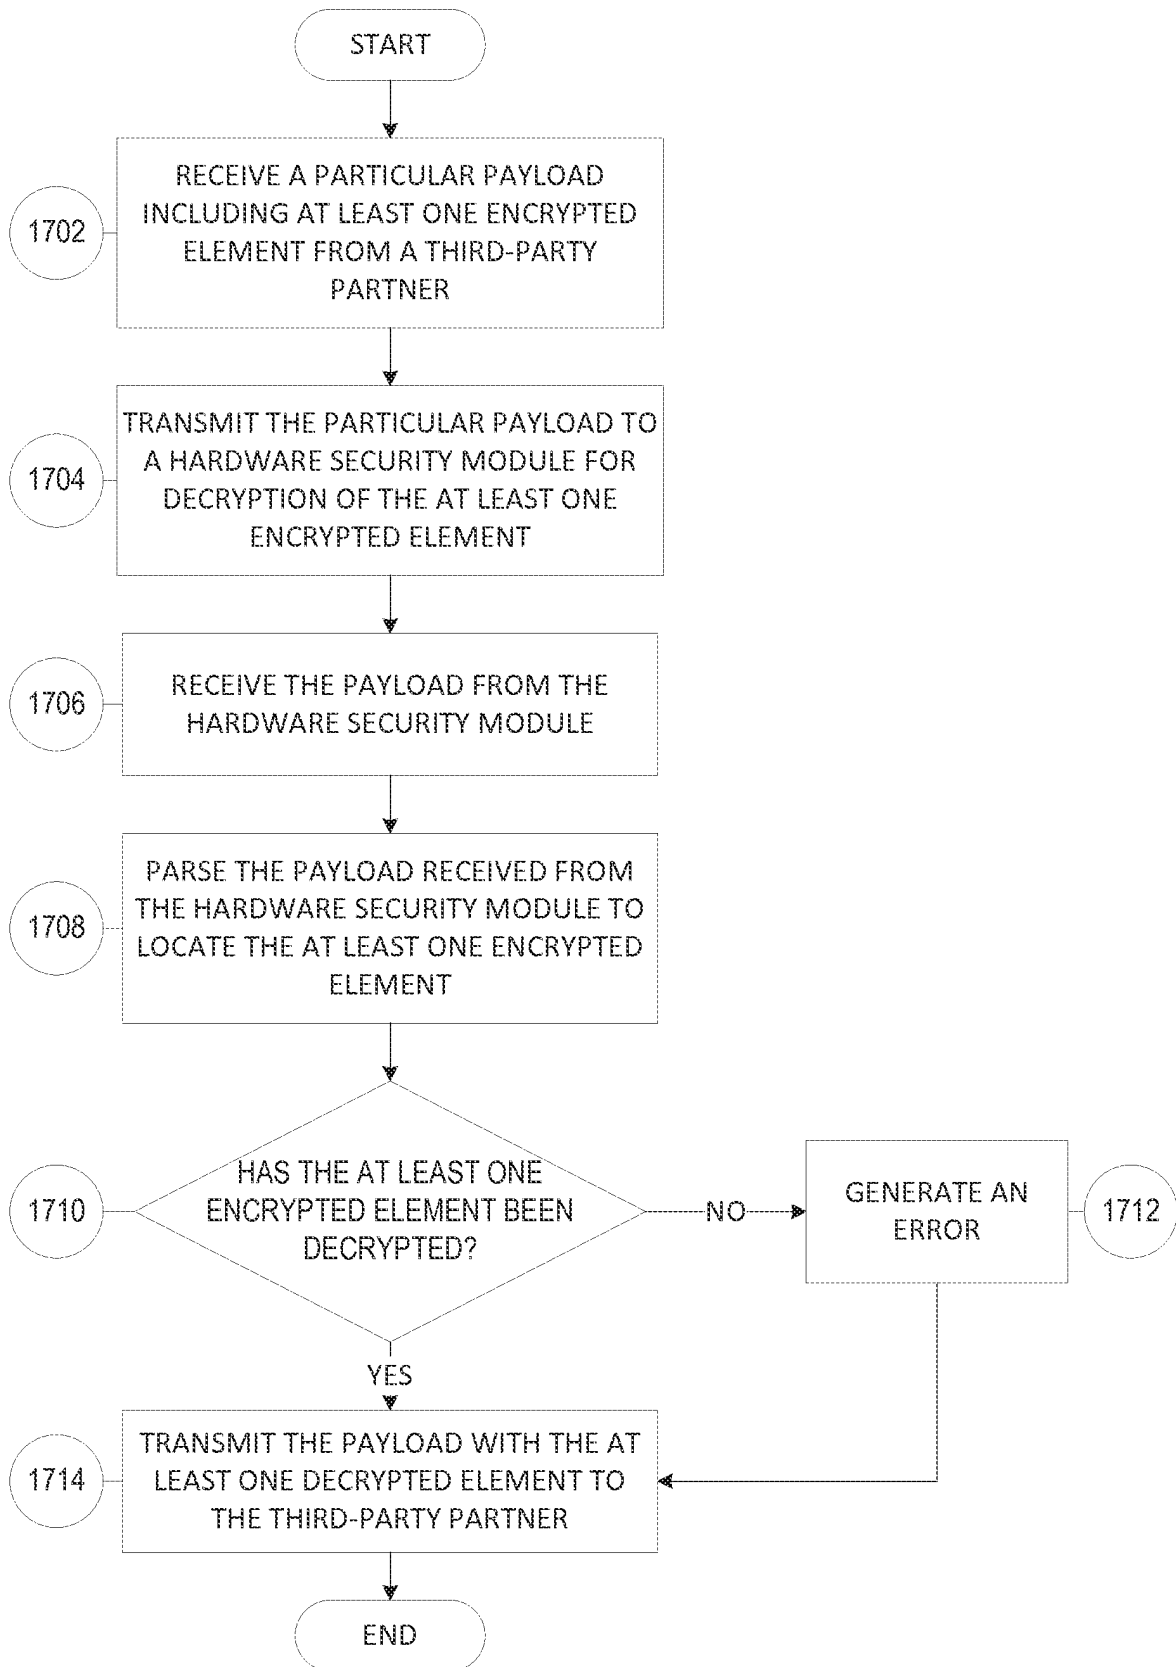 START
RECEIVE A PARTICULAR PAYLOAD
INCLUDING AT LEAST ONE ENCRYPTED
ELEMENT FROM A THIRD-PARTY
PARTNER
1702
TRANSMIT THE PARTICULAR PAYLOAD TO
A HARDWARE SECURITY MODULE FOR
DECRYPTION OF THE AT LEAST ONE
ENCRYPTED ELEMENT
1704
RECEIVE THE PAYLOAD FROM THE
HARDWARE SECURITY MODULE
1706
PARSE THE PAYLOAD RECEIVED FROM
THE HARDWARE SECURITY MODULE TO
LOCATE THE AT LEAST ONE ENCRYPTED
ELEMENT
1708
HAS THE AT LEAST ONE
ENCRYPTED ELEMENT BEEN
DECRYPTED?
1710
NO
GENERATE AN
ERROR
1712
YES
TRANSMIT THE PAYLOAD WITH THE AT
LEAST ONE DECRYPTED ELEMENT TO
THE THIRD-PARTY PARTNER
1714
END